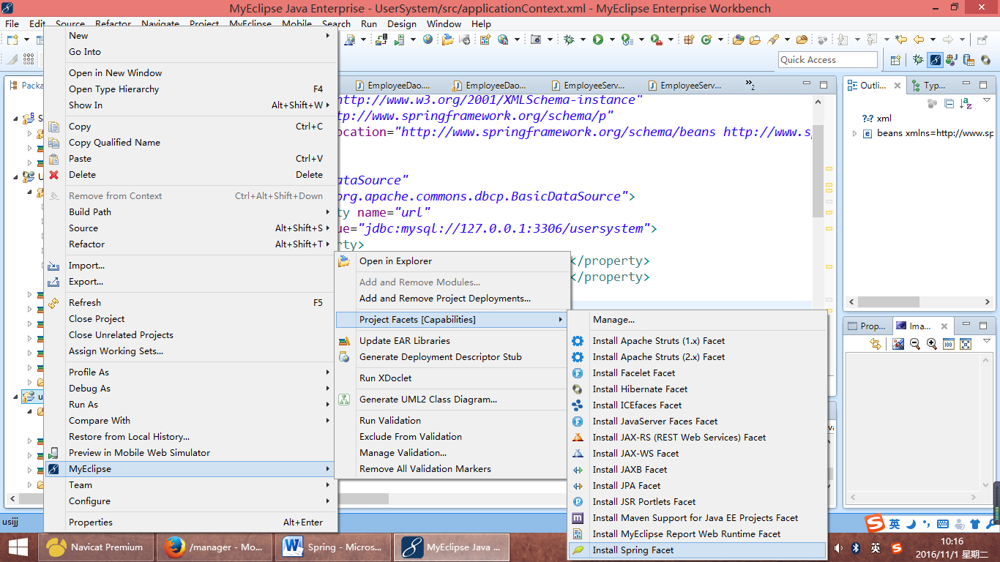 MyEclipse Java Enterprise - UserSystem/src/applicationContext.xml - MyEclipse Enterprise Workbench
File Edit Source Refactor Navigate Project MyEclipse Mobile Search Run Design Window Help
Quick Access
Packa
EmployeeDao....
EmployeeDao...
EmployeeServ...
EmployeeServ...
»2
Outli...
Typ...
New
Go Into
Open in New Window
Open Type Hierarchy F4
Show In Alt+Shift+W
Copy Ctrl+C
Copy Qualified Name
Paste Ctrl+V
Delete Delete
Remove from Context Ctrl+Alt+Shift+Down
Build Path
Source Alt+Shift+S
Refactor Alt+Shift+T
Import...
Export...
Refresh F5
Close Project
Close Unrelated Projects
Assign Working Sets...
Profile As
Debug As
Run As
Compare With
Restore from Local History...
Preview in Mobile Web Simulator
MyEclipse
Team
Configure
Properties Alt+Enter
http://www.w3.org/2001/XMLSchema-instance"
tp://www.springframework.org/schema/p"
ocation="http://www.springframework.org/schema/beans http://www.sp
ataSource"
org.apache.commons.dbcp.BasicDataSource">
ty name="url"
ue="jdbc:mysql://127.0.0.1:3306/usersystem">
erty>
</property>
</property>
xml
beans xmlns=http://www.sp
Open in Explorer
Add and Remove Modules...
Add and Remove Project Deployments...
Project Facets [Capabilities]
Update EAR Libraries
Generate Deployment Descriptor Stub
Run XDoclet
Generate UML2 Class Diagram...
Run Validation
Exclude From Validation
Manage Validation...
Remove All Validation Markers
Manage...
Install Apache Struts (1.x) Facet
Install Apache Struts (2.x) Facet
Install Facelet Facet
Install Hibernate Facet
Install ICEfaces Facet
Install JavaServer Faces Facet
Install JAX-RS (REST Web Services) Facet
Install JAX-WS Facet
Install JAXB Facet
Install JPA Facet
Install JSR Portlets Facet
Install Maven Support for Java EE Projects Facet
Install MyEclipse Report Web Runtime Facet
Install Spring Facet
Prop...
Ima...
usijj
英
Navicat Premium
/manager - Mo...
Spring - Micros...
MyEclipse Java ...
英
10:16
2016/11/1 星期二